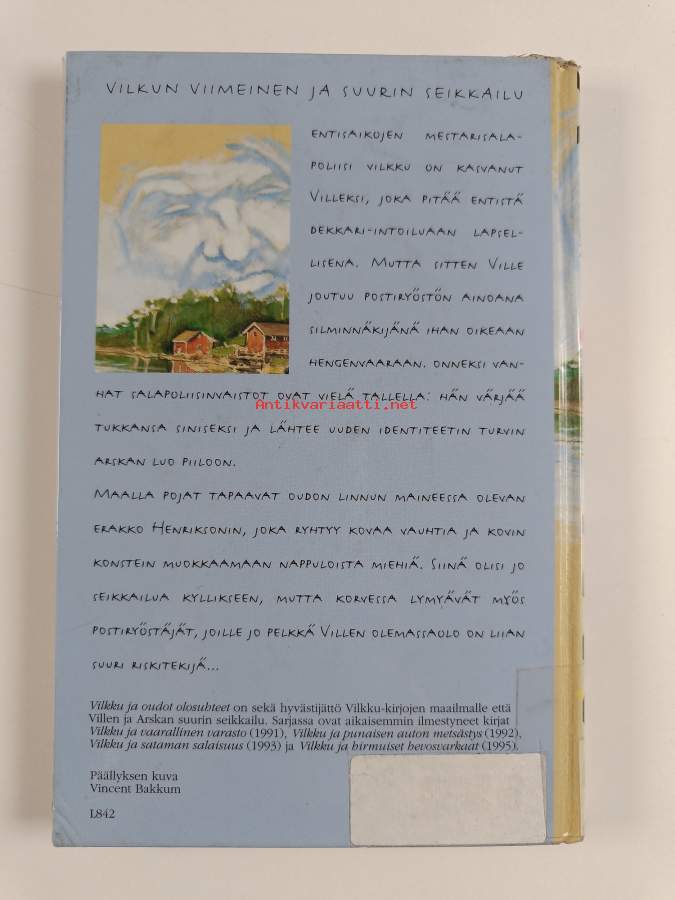 VILKUN VIIMEINEN JA SUURIN SEIKKAILU
ENTISAIKOJEN MESTARISALA-
POLIISI VILKKU ON KASVANUT
VILLEKSI, JOKA PITÄÄ ENTISTÄ
DEKKARI-INTOILUAAN LAPSEL-
LISENA. MUTTA SITTEN VILLE
JOUTUU POSTIRYÖSTÖN AINOANA
SILMINNÄKIJÄNÄ IHAN OIKEAAN
HENGENVAARAAN. ONNEKSI VAN-
HAT SALAPOLIISINVAISTOT OVAT VIELÄ TALLELLA: HÄN VÄRJÄÄ
Antikvariaatti.net
TUKKANSA SINISEKSI JA LÄHTEE UUDEN IDENTITEETIN TURVIN
ARSKAN LUO PIILOON.
MAALLA POJAT TAPAAVAT OUDON LINNUN MAINEESSA OLEVAN
ERAKKO HENRIKSONIN, JOKA RYHTYY KOVAA VAUHTIA JA KOVIN
KONSTEIN MUOKKAAMAAN NAPPULOISTA MIEHIÄ. SIINÄ OLISI JO
SEIKKAILUA KYLLIKSEEN, MUTTA KORVESSA LYMYÄVÄT MYÖS
POSTIRYÖSTÄJÄT, JOILLE JO PELKKÄ VILLEN OLEMASSAOLO ON LIIAN
SUURI RISKITEKIJÄ...
Vilkku ja oudot olosuhteet on sekä hyvästijättö Vilkku-kirjojen maailmalle että
Villen ja Arskan suurin seikkailu. Sarjassa ovat aikaisemmin ilmestyneet kirjat
Vilkku ja vaarallinen varasto (1991), Vilkku ja punaisen auton metsästys (1992),
Vilkku ja sataman salaisuus (1993) ja Vilkku ja hirmuiset hevosvarkaat (1995).
Päällyksen kuva
Vincent Bakkum
L842